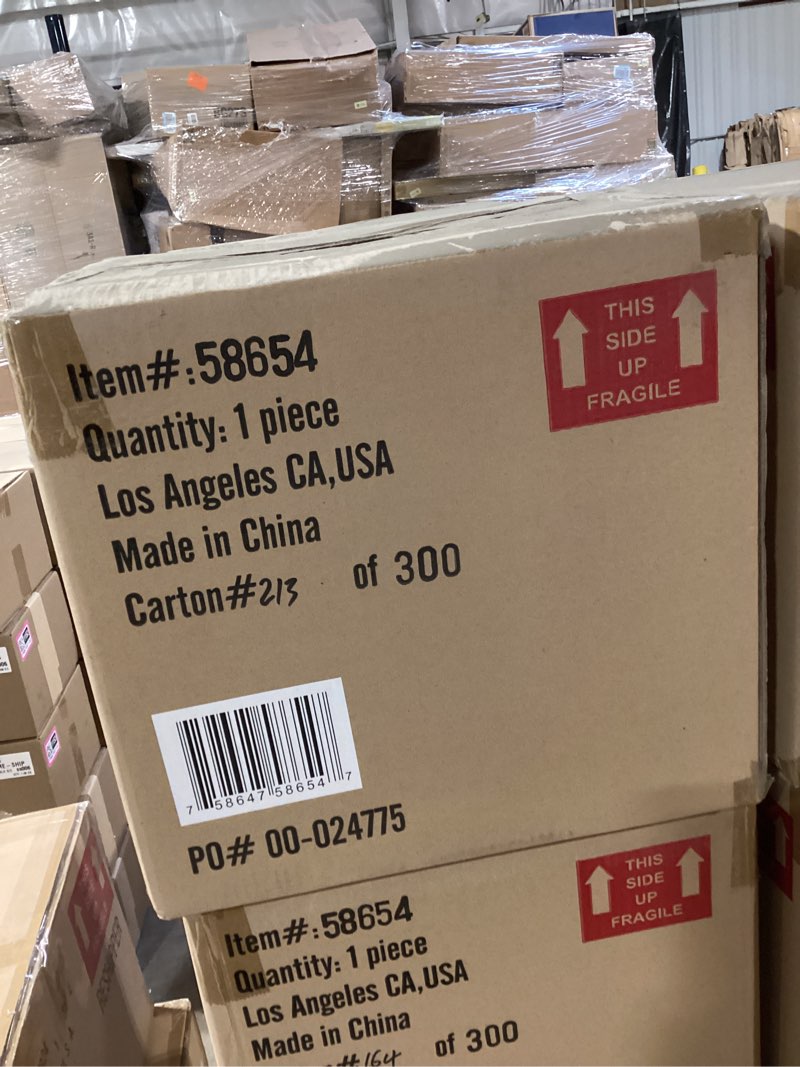 Item#:58654
Quantity: 1 piece
Los Angeles CA,USA
Made in China
Carton#213 of 300
THIS
SIDE
UP
FRAGILE
7 58647 58654 7
PO# 00-024775
Item#:58654
Quantity: 1 piece
Los Angeles CA,USA
Made in China
#164 of 300
THIS
SIDE
UP
FRAGILE